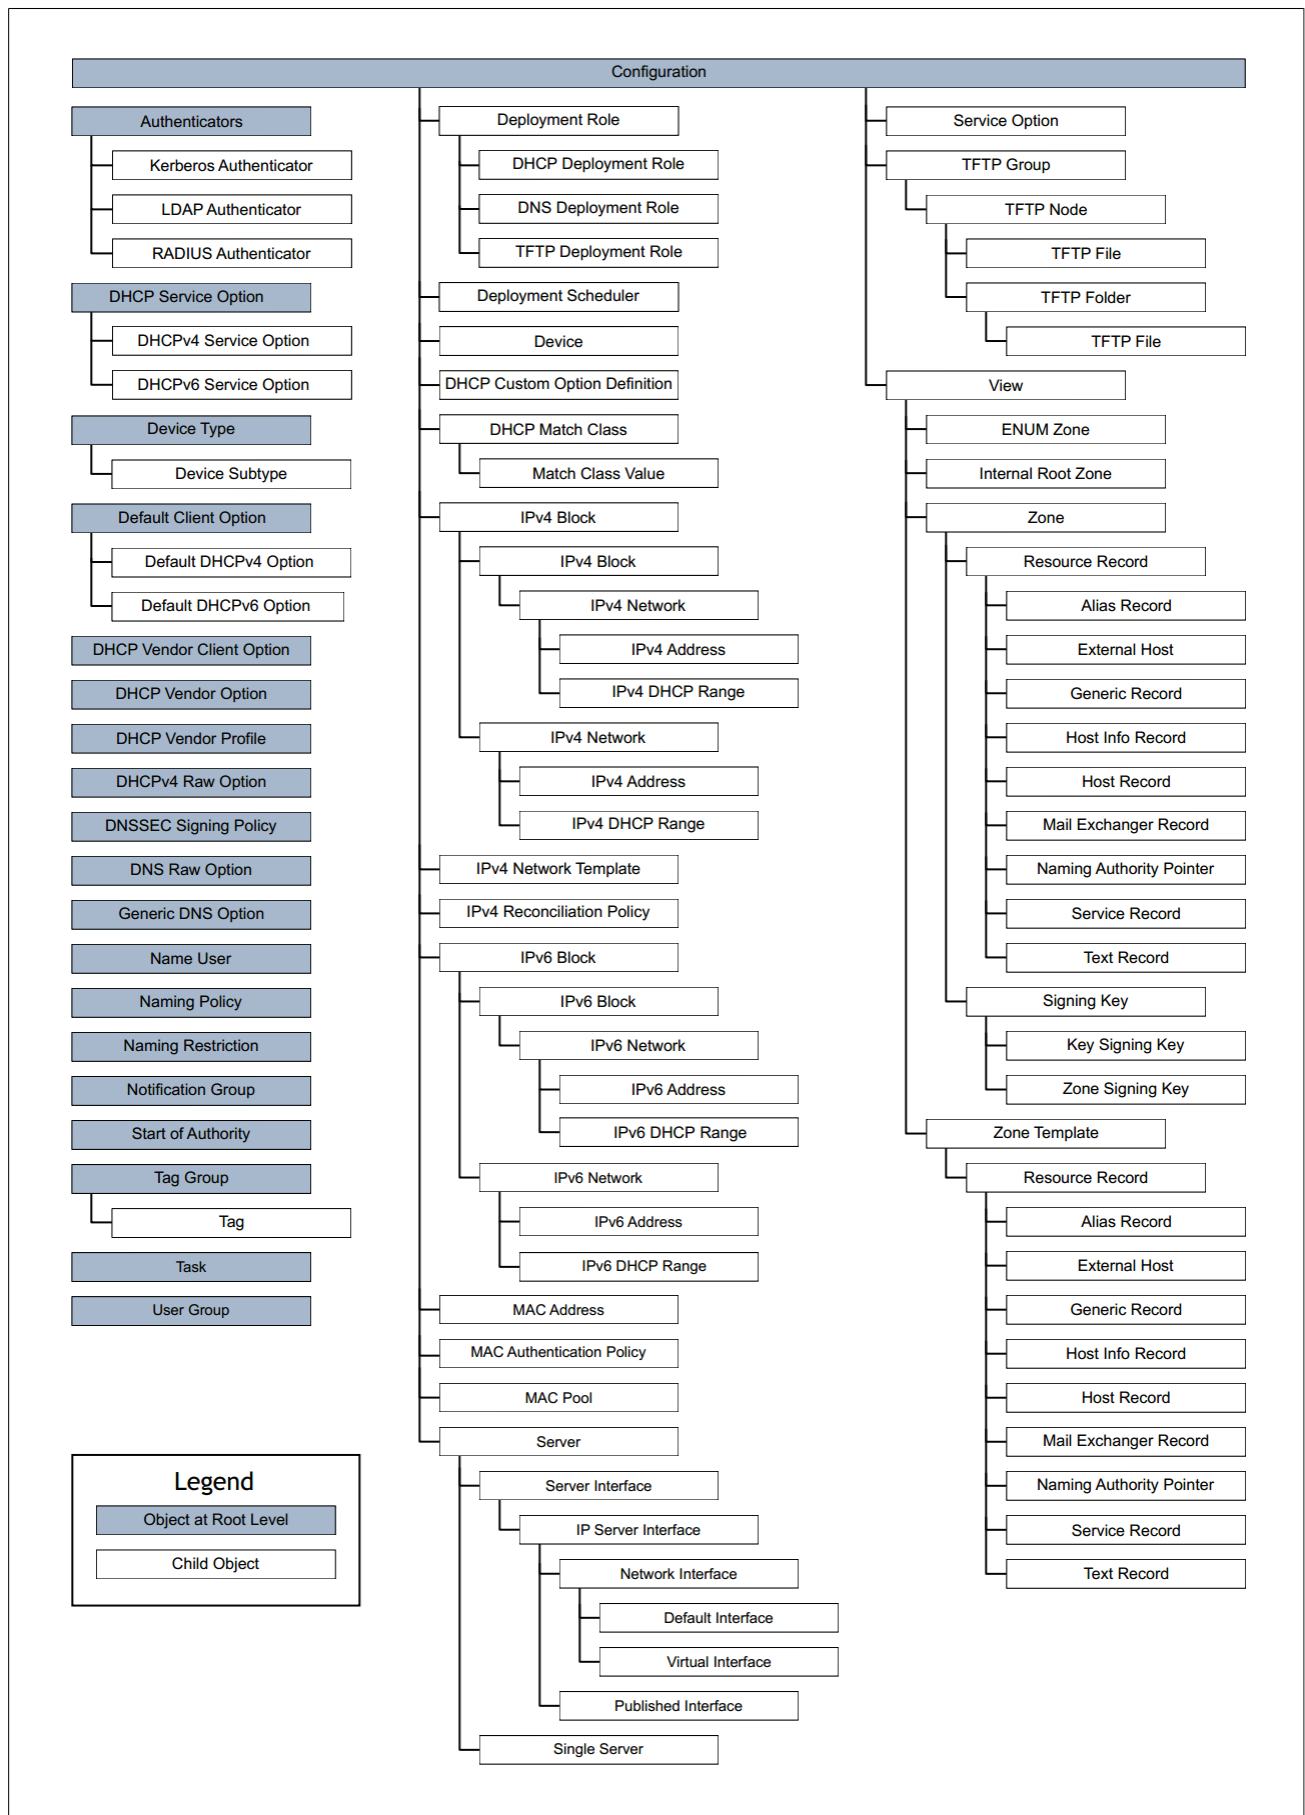 Configuration
Authenticators
Kerberos Authenticator
LDAP Authenticator
RADIUS Authenticator
DHCP Service Option
DHCPv4 Service Option
DHCPv6 Service Option
Device Type
Device Subtype
Default Client Option
Default DHCPv4 Option
Default DHCPv6 Option
DHCP Vendor Client Option
DHCP Vendor Option
DHCP Vendor Profile
DHCPv4 Raw Option
DNSSEC Signing Policy
DNS Raw Option
Generic DNS Option
Name User
Naming Policy
Naming Restriction
Notification Group
Start of Authority
Tag Group
Tag
Task
User Group
Legend
Object at Root Level
Child Object
Deployment Role
DHCP Deployment Role
DNS Deployment Role
TFTP Deployment Role
Deployment Scheduler
Device
DHCP Custom Option Definition
DHCP Match Class
Match Class Value
IPv4 Block
IPv4 Block
IPv4 Network
IPv4 Address
IPv4 DHCP Range
IPv4 Network
IPv4 Address
IPv4 DHCP Range
IPv4 Network Template
IPv4 Reconciliation Policy
IPv6 Block
IPv6 Block
IPv6 Network
IPv6 Address
IPv6 DHCP Range
IPv6 Network
IPv6 Address
IPv6 DHCP Range
MAC Address
MAC Authentication Policy
MAC Pool
Server
Server Interface
IP Server Interface
Network Interface
Default Interface
Virtual Interface
Published Interface
Single Server
Service Option
TFTP Group
TFTP Node
TFTP File
TFTP Folder
TFTP File
View
ENUM Zone
Internal Root Zone
Zone
Resource Record
Alias Record
External Host
Generic Record
Host Info Record
Host Record
Mail Exchanger Record
Naming Authority Pointer
Service Record
Text Record
Signing Key
Key Signing Key
Zone Signing Key
Zone Template
Resource Record
Alias Record
External Host
Generic Record
Host Info Record
Host Record
Mail Exchanger Record
Naming Authority Pointer
Service Record
Text Record